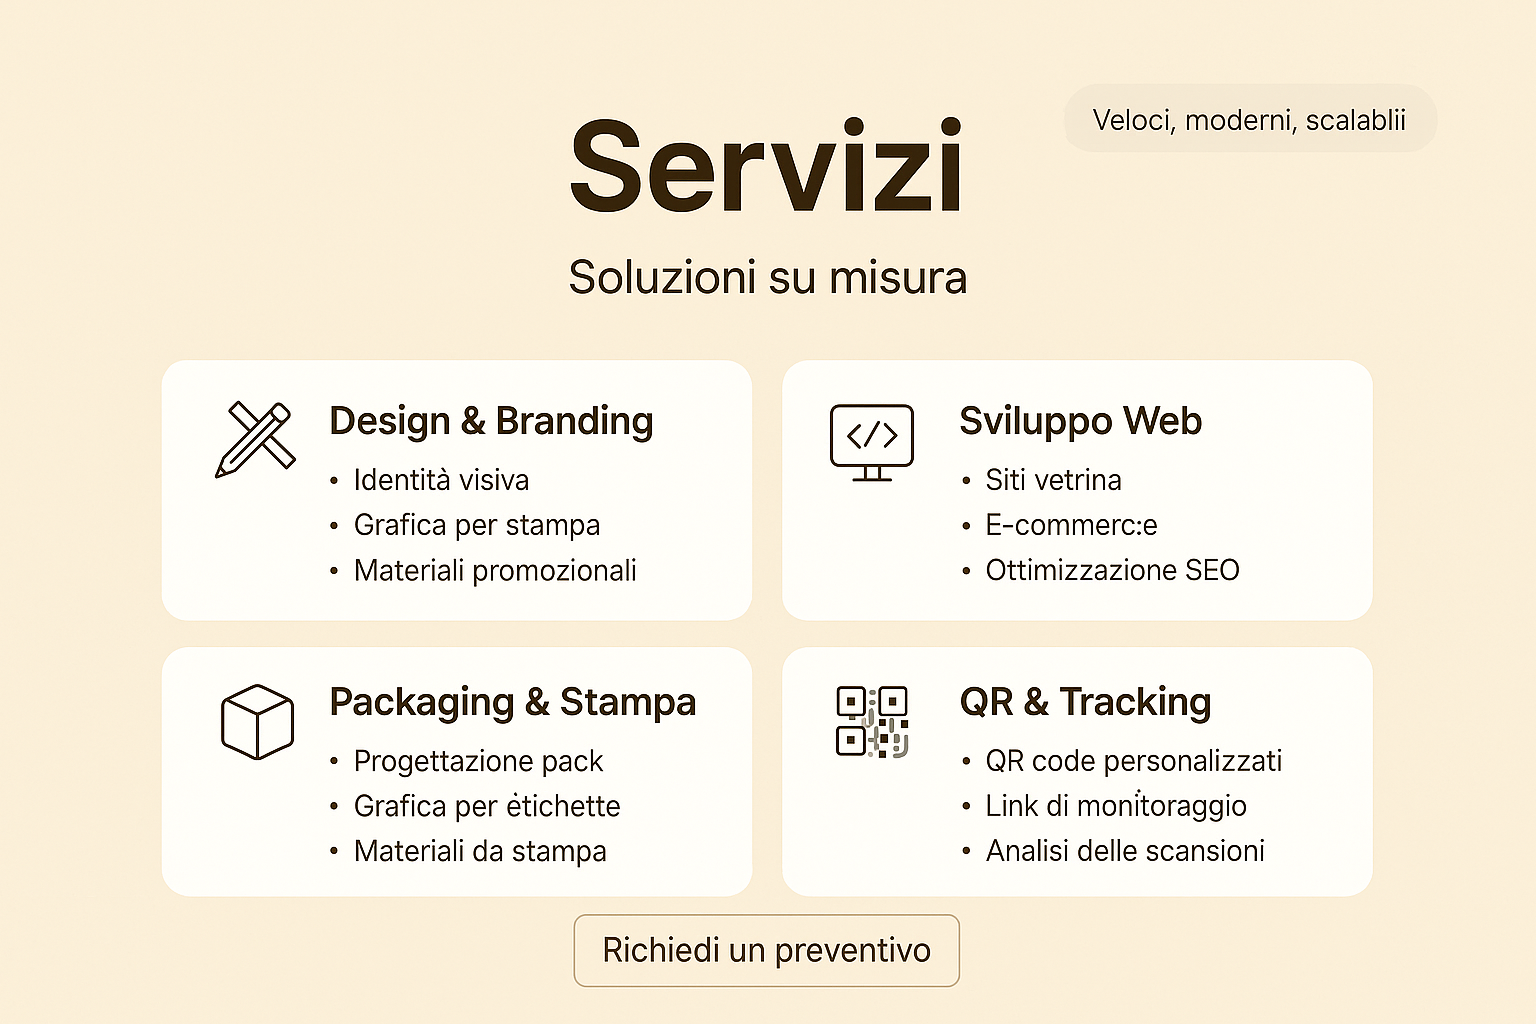 Veloci, moderni, scalablii
Servizi
Soluzioni su misura
Design & Branding
• Identità visiva
• Grafica per stampa
• Materiali promozionali
Sviluppo Web
• Siti vetrina
• E-commerc:e
• Ottimizzazione SEO
Packaging & Stampa
• Progettazione pack
• Grafica per ėtichette
• Materiali da stampa
QR & Tracking
• QR code personalizzati
• Link di monitoraggio
• Analisi delle scansioni
Richiedi un preventivo